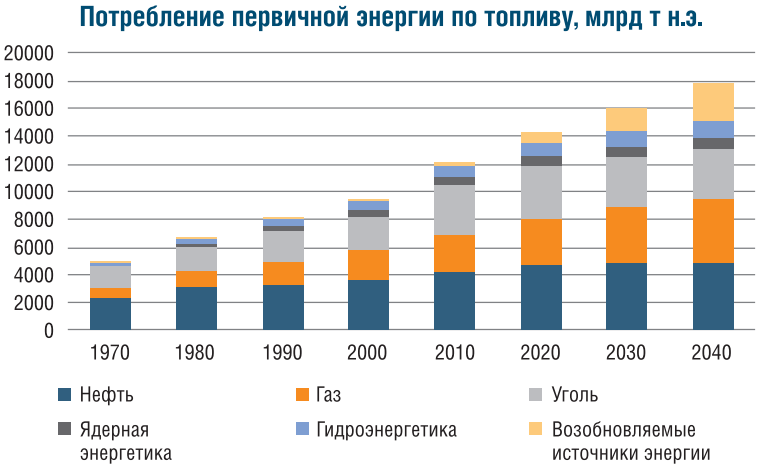 Потребление первичной энергии по топливу, млрд т н.э.
20000
18000
16000
14000
12000
10000
8000
6000
4000
2000
0
1970 1980 1990 2000 2010 2020 2030 2040
Нефть Газ Уголь
Ядерная Гидроэнергетика Возобновляемые
энергетика источники энергии